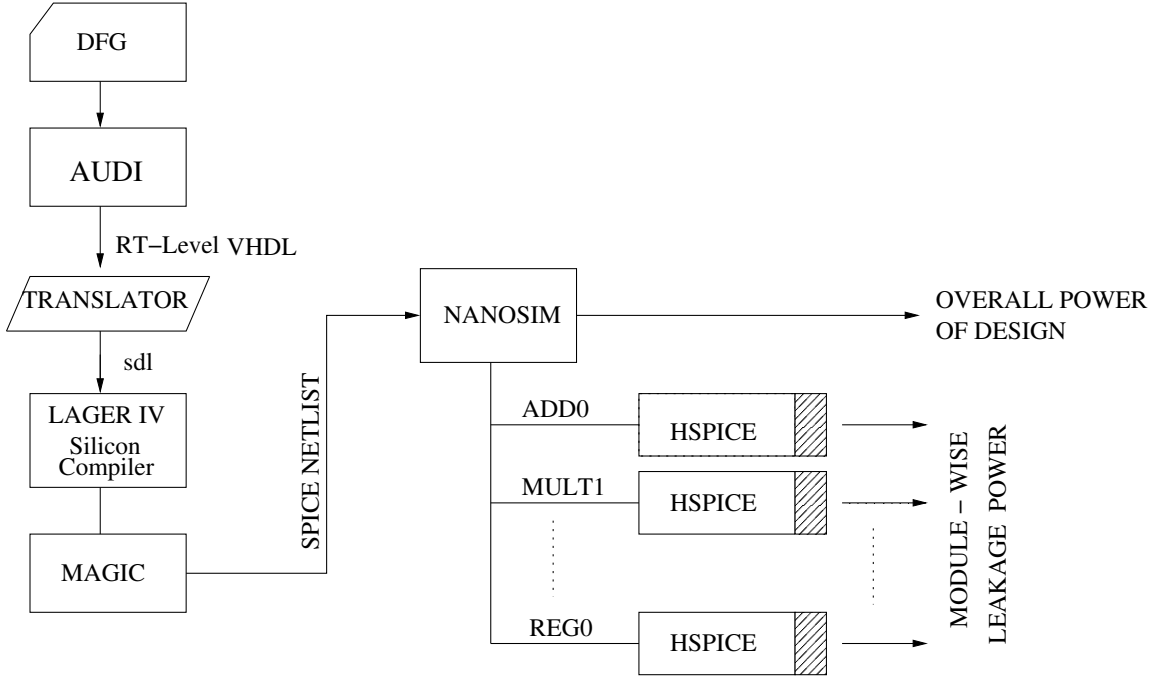 DFG
AUDI
RT−Level VHDL
TRANSLATOR
sdl
LAGER IV
Silicon
Compiler
MAGIC
SPICE NETLIST
NANOSIM
OVERALL POWER
OF DESIGN
ADD0
HSPICE
MULT1
HSPICE
REG0
HSPICE
MODULE − WISE
LEAKAGE POWER